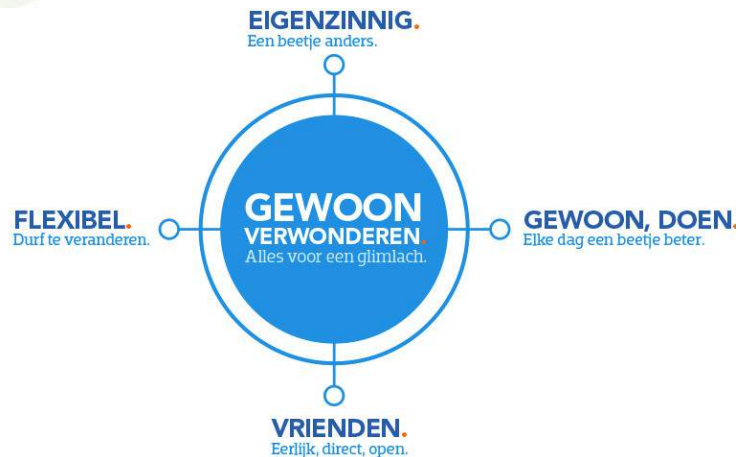 EIGENZINNIG.
Een beetje anders.
FLEXIBEL.
Durf te veranderen.
GEWOON
VERWONDEREN.
Alles voor een glimlach.
GEWOON, DOEN.
Elke dag een beetje beter.
VRIENDEN.
Eerlijk, direct, open.